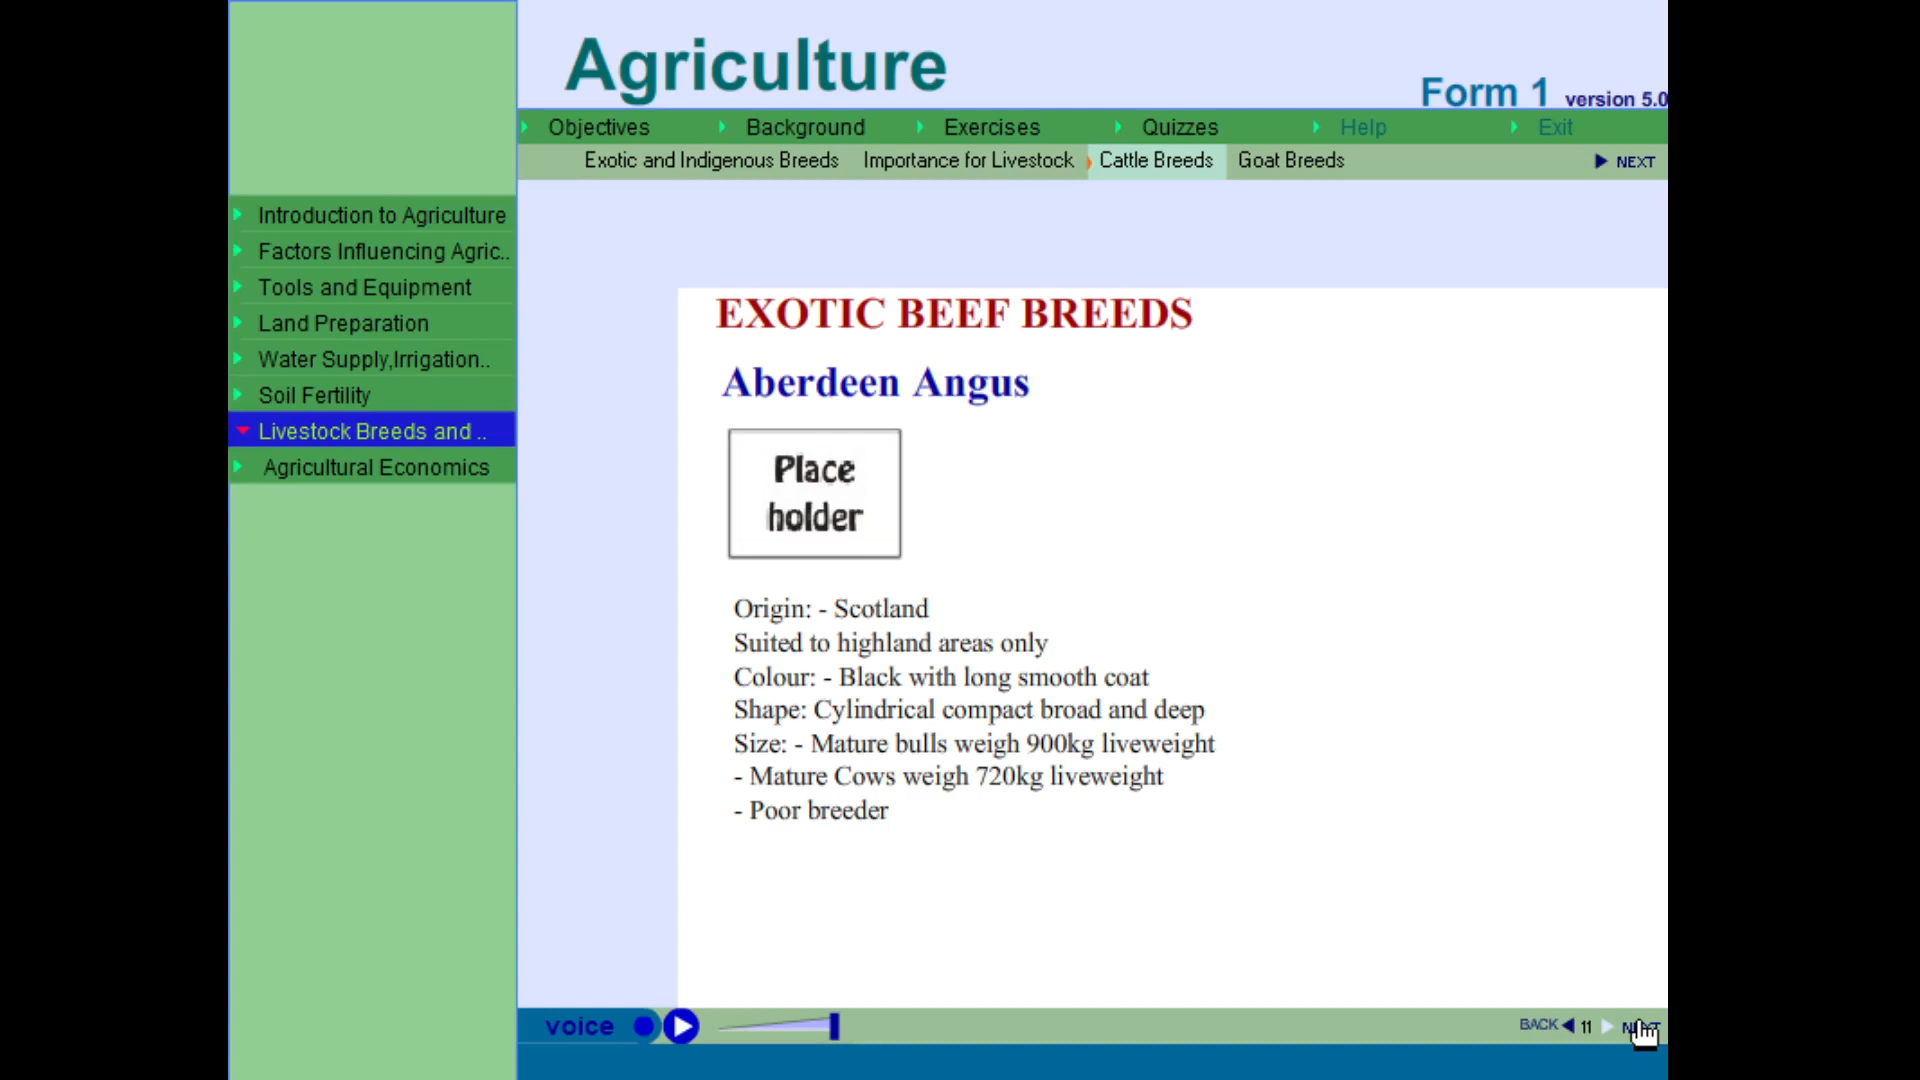 Agriculture
Form 1 version 5.0
Objectives Background Exercises Quizzes Help Exit
Exotic and Indigenous Breeds Importance for Livestock Cattle Breeds Goat Breeds NEXT
Introduction to Agriculture
Factors Influencing Agric..
Tools and Equipment
Land Preparation
Water Supply,Irrigation..
Soil Fertility
Livestock Breeds and ..
Agricultural Economics
EXOTIC BEEF BREEDS
Aberdeen Angus
Place
holder
Origin: - Scotland
Suited to highland areas only
Colour: - Black with long smooth coat
Shape: Cylindrical compact broad and deep
Size: - Mature bulls weigh 900kg liveweight
- Mature Cows weigh 720kg liveweight
- Poor breeder
voice
BACK 11